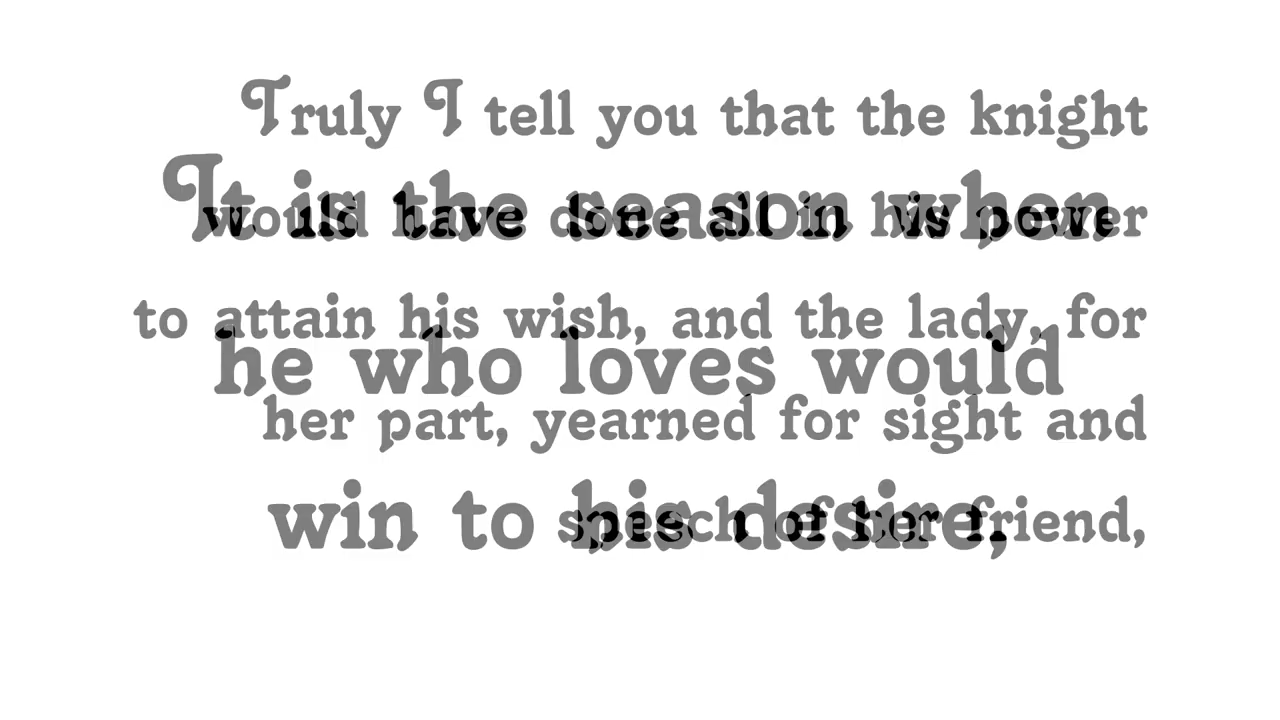 Truly I tell you that the knight
would have done all in his power
to attain his wish, and the lady, for
her part, yearned for sight and
speech of her friend,
It is the season when
he who loves would
win to his desire,